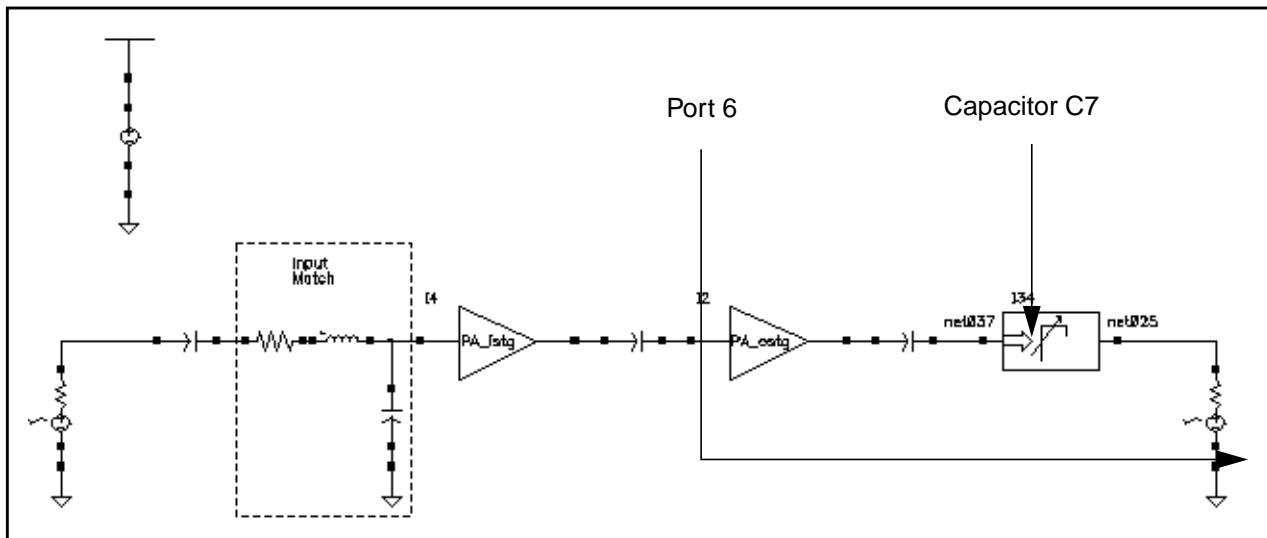 Port 6
Capacitor C7
Input
Match
I4
I2
I34
net037
net025
PA_fstg
PA_ostg